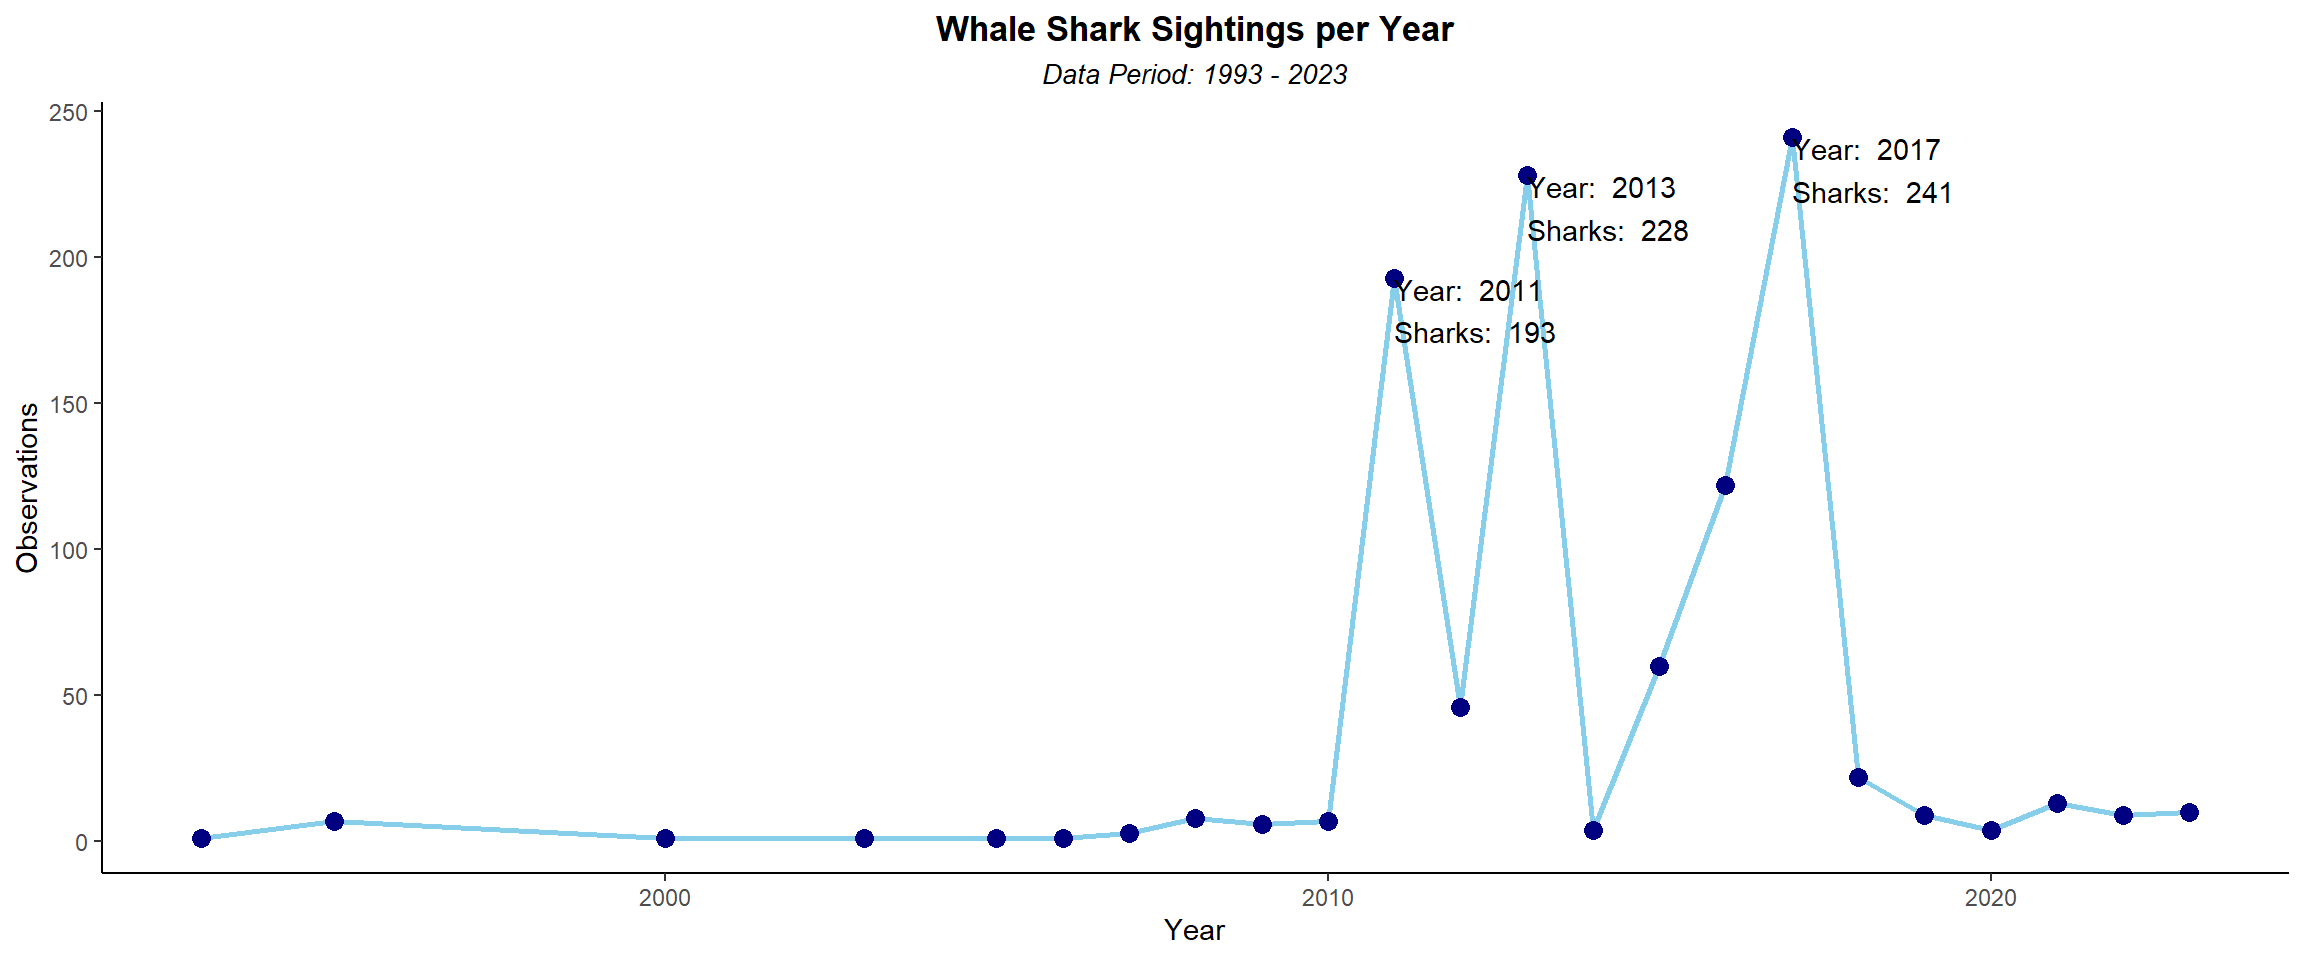 Whale Shark Sightings per Year
Data Period: 1993 - 2023
250
200
150
100
50
0
Observations
Year: 2011
Sharks: 193
Year: 2013
Sharks: 228
Year: 2017
Sharks: 241
2000
2010
2020
Year